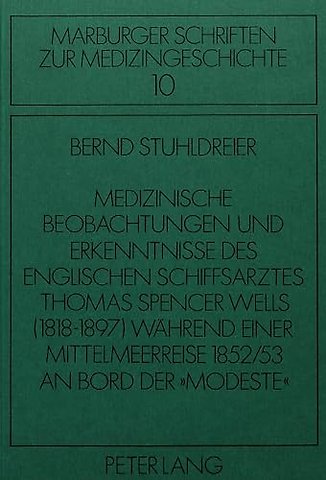 MARBURGER SCHRIFTEN
ZUR MEDIZINGESCHICHTE
10
BERND STUHLDREIER
MEDIZINISCHE
BEOBACHTUNGEN UND
ERKENNTNISSE DES
ENGLISCHEN SCHIFFSARZTES
THOMAS SPENCER WELLS
(1818-1897) WÄHREND EINER
MITTELMEERREISE 1852/53
AN BORD DER »MODESTE«
PETER LANG